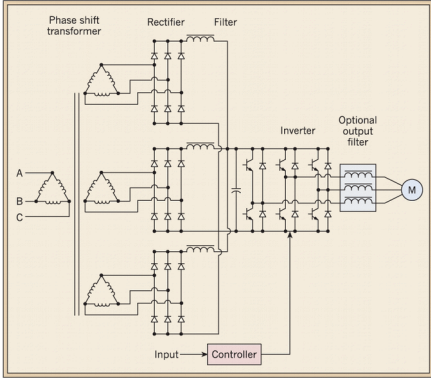 Phase shift
transformer
Rectifier
Filter
Inverter
Optional
output
filter
A
B
C
M
Input
Controller